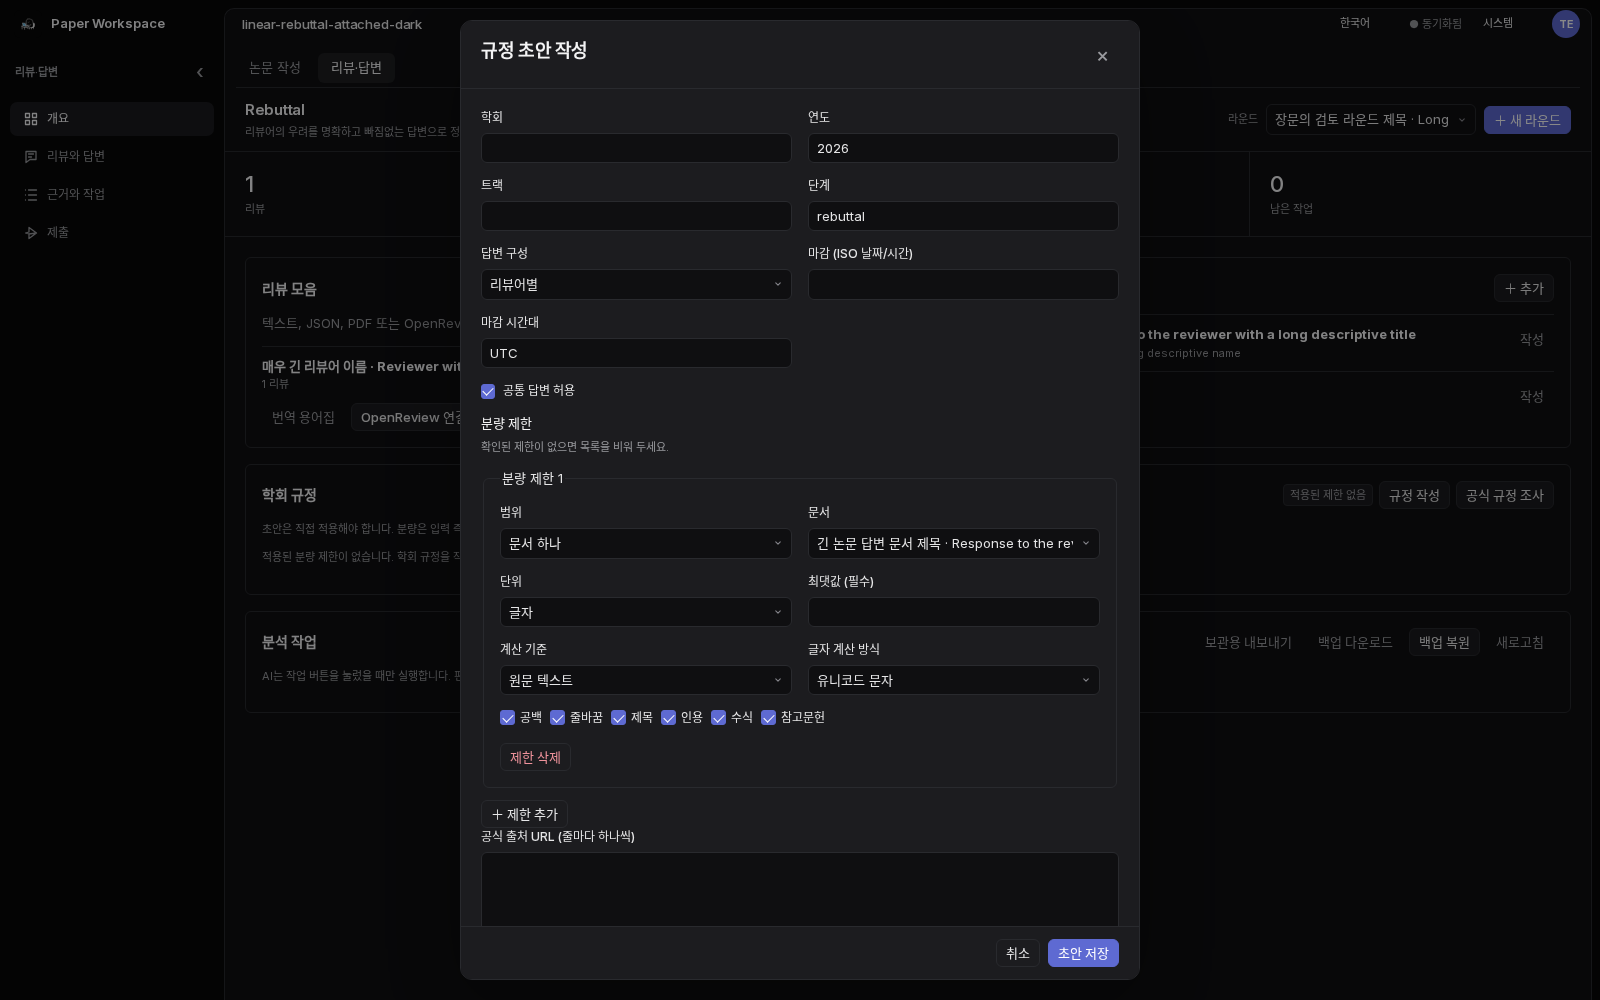 Paper Workspace
linear-rebuttal-attached-dark
한국어
동기화됨
시스템
TE
리뷰·답변
논문 작성
리뷰·답변
개요
리뷰와 답변
근거와 작업
제출
Rebuttal
리뷰어의 우려를 명확하고 빠짐없는 답변으로 정
라운드
장문의 검토 라운드 제목 · Long
새 라운드
1
리뷰
0
남은 작업
리뷰 모음
텍스트, JSON, PDF 또는 OpenRev
매우 긴 리뷰어 이름 · Reviewer wit
1 리뷰
번역 용어집
OpenReview 연결
추가
o the reviewer with a long descriptive title
g descriptive name
작성
작성
학회 규정
초안은 직접 적용해야 합니다. 분량은 입력 즉
적용된 분량 제한이 없습니다. 학회 규정을 직
적용된 제한 없음
규정 작성
공식 규정 조사
분석 작업
AI는 작업 버튼을 눌렀을 때만 실행합니다.
보관용 내보내기
백업 다운로드
백업 복원
새로고침
규정 초안 작성
학회
연도
2026
트랙
단계
rebuttal
답변 구성
마감 (ISO 날짜/시간)
리뷰어별
마감 시간대
UTC
공통 답변 허용
분량 제한
확인된 제한이 없으면 목록을 비워 두세요.
분량 제한 1
범위
문서
문서 하나
긴 논문 답변 문서 제목 · Response to the rev
단위
최댓값 (필수)
글자
계산 기준
글자 계산 방식
원문 텍스트
유니코드 문자
공백 줄바꿈 제목 인용 수식 참고문헌
제한 삭제
제한 추가
공식 출처 URL (줄마다 하나씩)
취소
초안 저장